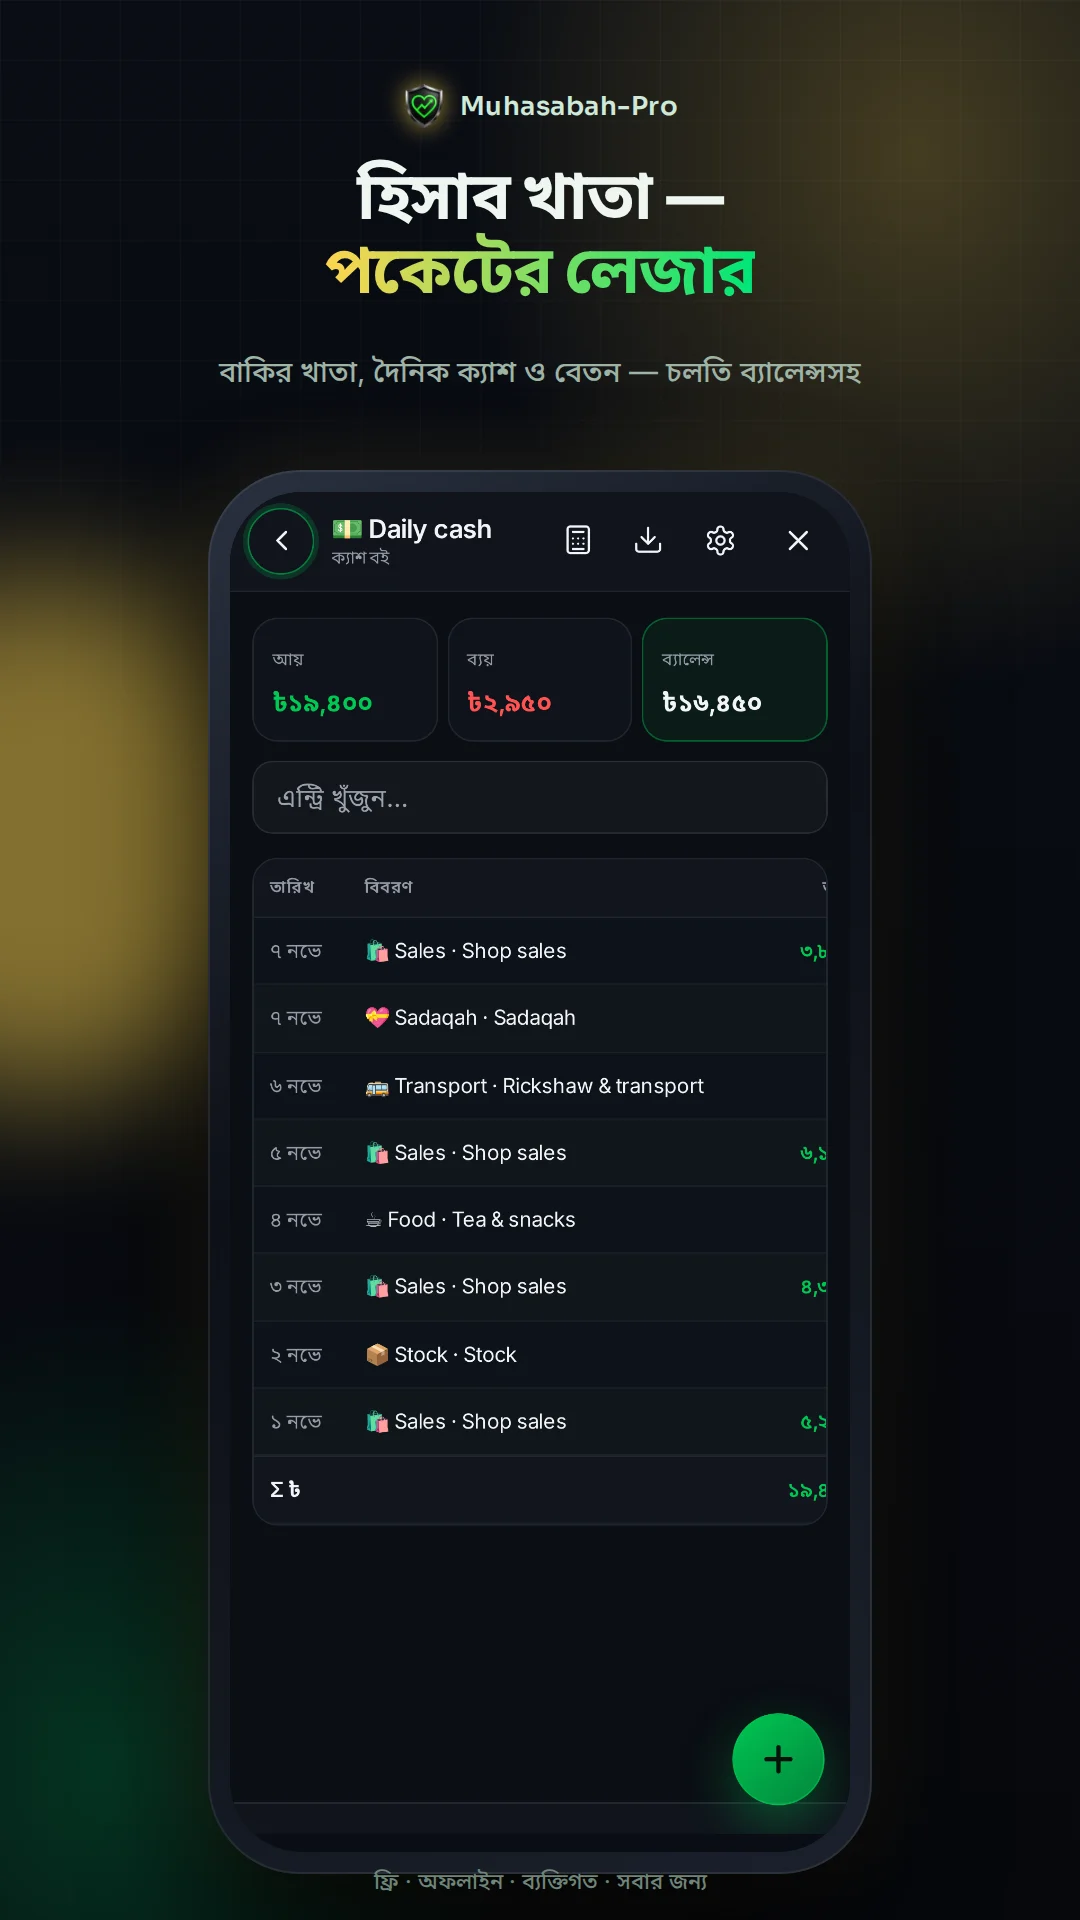 Muhasabah-Pro
হিসাব খাতা —
পকেটের লেজার
বাকির খাতা, দৈনিক ক্যাশ ও বেতন — চলতি ব্যালেন্সসহ
💵 Daily cash
ক্যাশ বই
আয় ব্যয় ব্যালেন্স
৳১৯,৪০০ ৳২,৯৫০ ৳১৬,৪৫০
এন্ট্রি খুঁজুন...
তারিখ বিবরণ
৭ নভে 🛍️ Sales · Shop sales
৭ নভে 💝 Sadaqah · Sadaqah
৬ নভে 🚌 Transport · Rickshaw & transport
৫ নভে 🛍️ Sales · Shop sales
৪ নভে ☕ Food · Tea & snacks
৩ নভে 🛍️ Sales · Shop sales
২ নভে 📦 Stock · Stock
১ নভে 🛍️ Sales · Shop sales
Σ ৳
ফ্রি · অফলাইন · ব্যক্তিগত · সবার জন্য